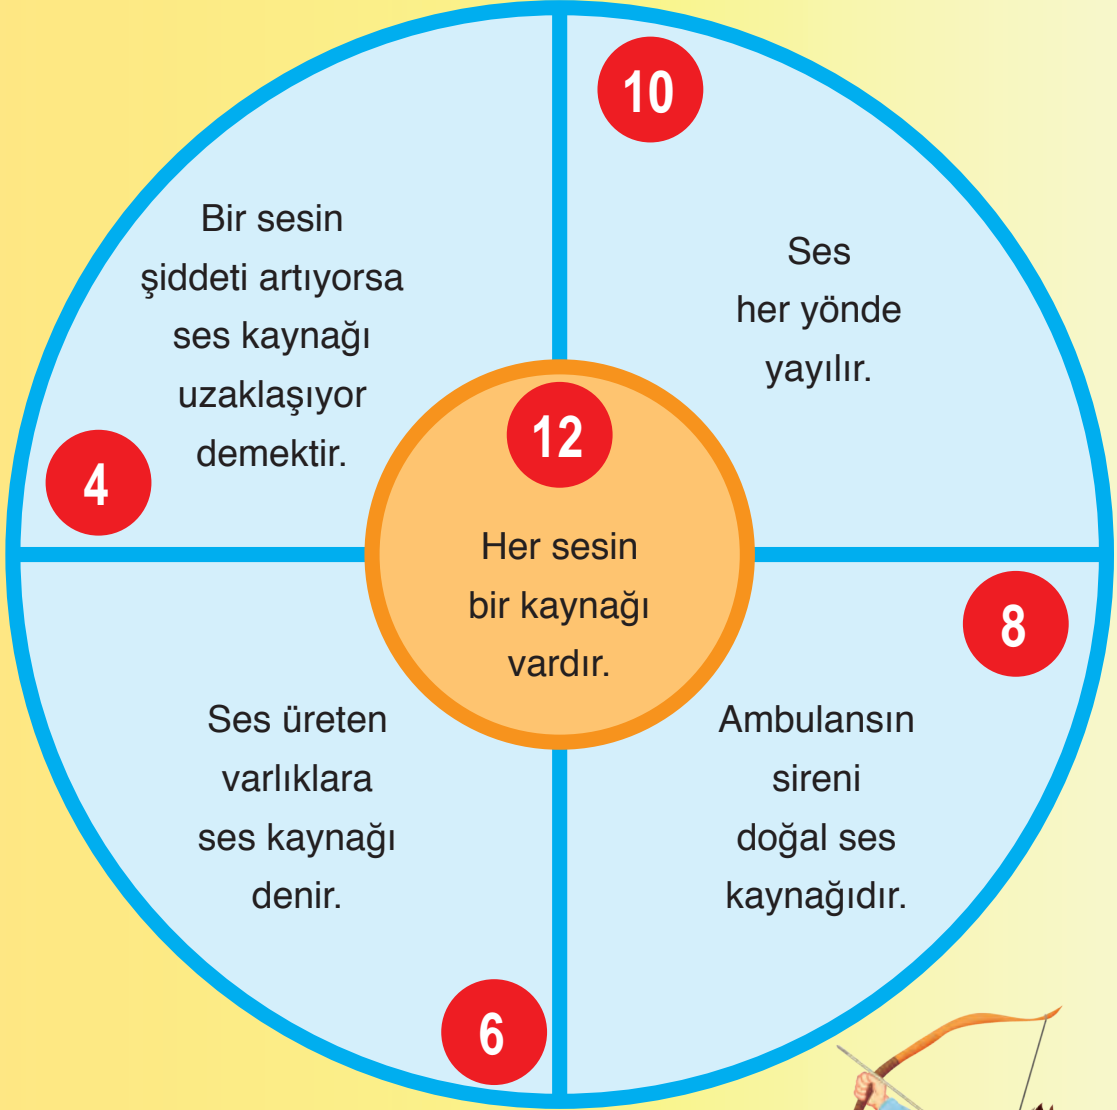 10
Bir sesin
şiddeti artıyorsa
ses kaynağı
uzaklaşıyor
demektir.
4
Ses
her yönde
yayılır.
12
Her sesin
bir kaynağı
vardır.
8
Ses üreten
varlıklara
ses kaynağı
denir.
6
Ambulansın
sireni
doğal ses
kaynağıdır.